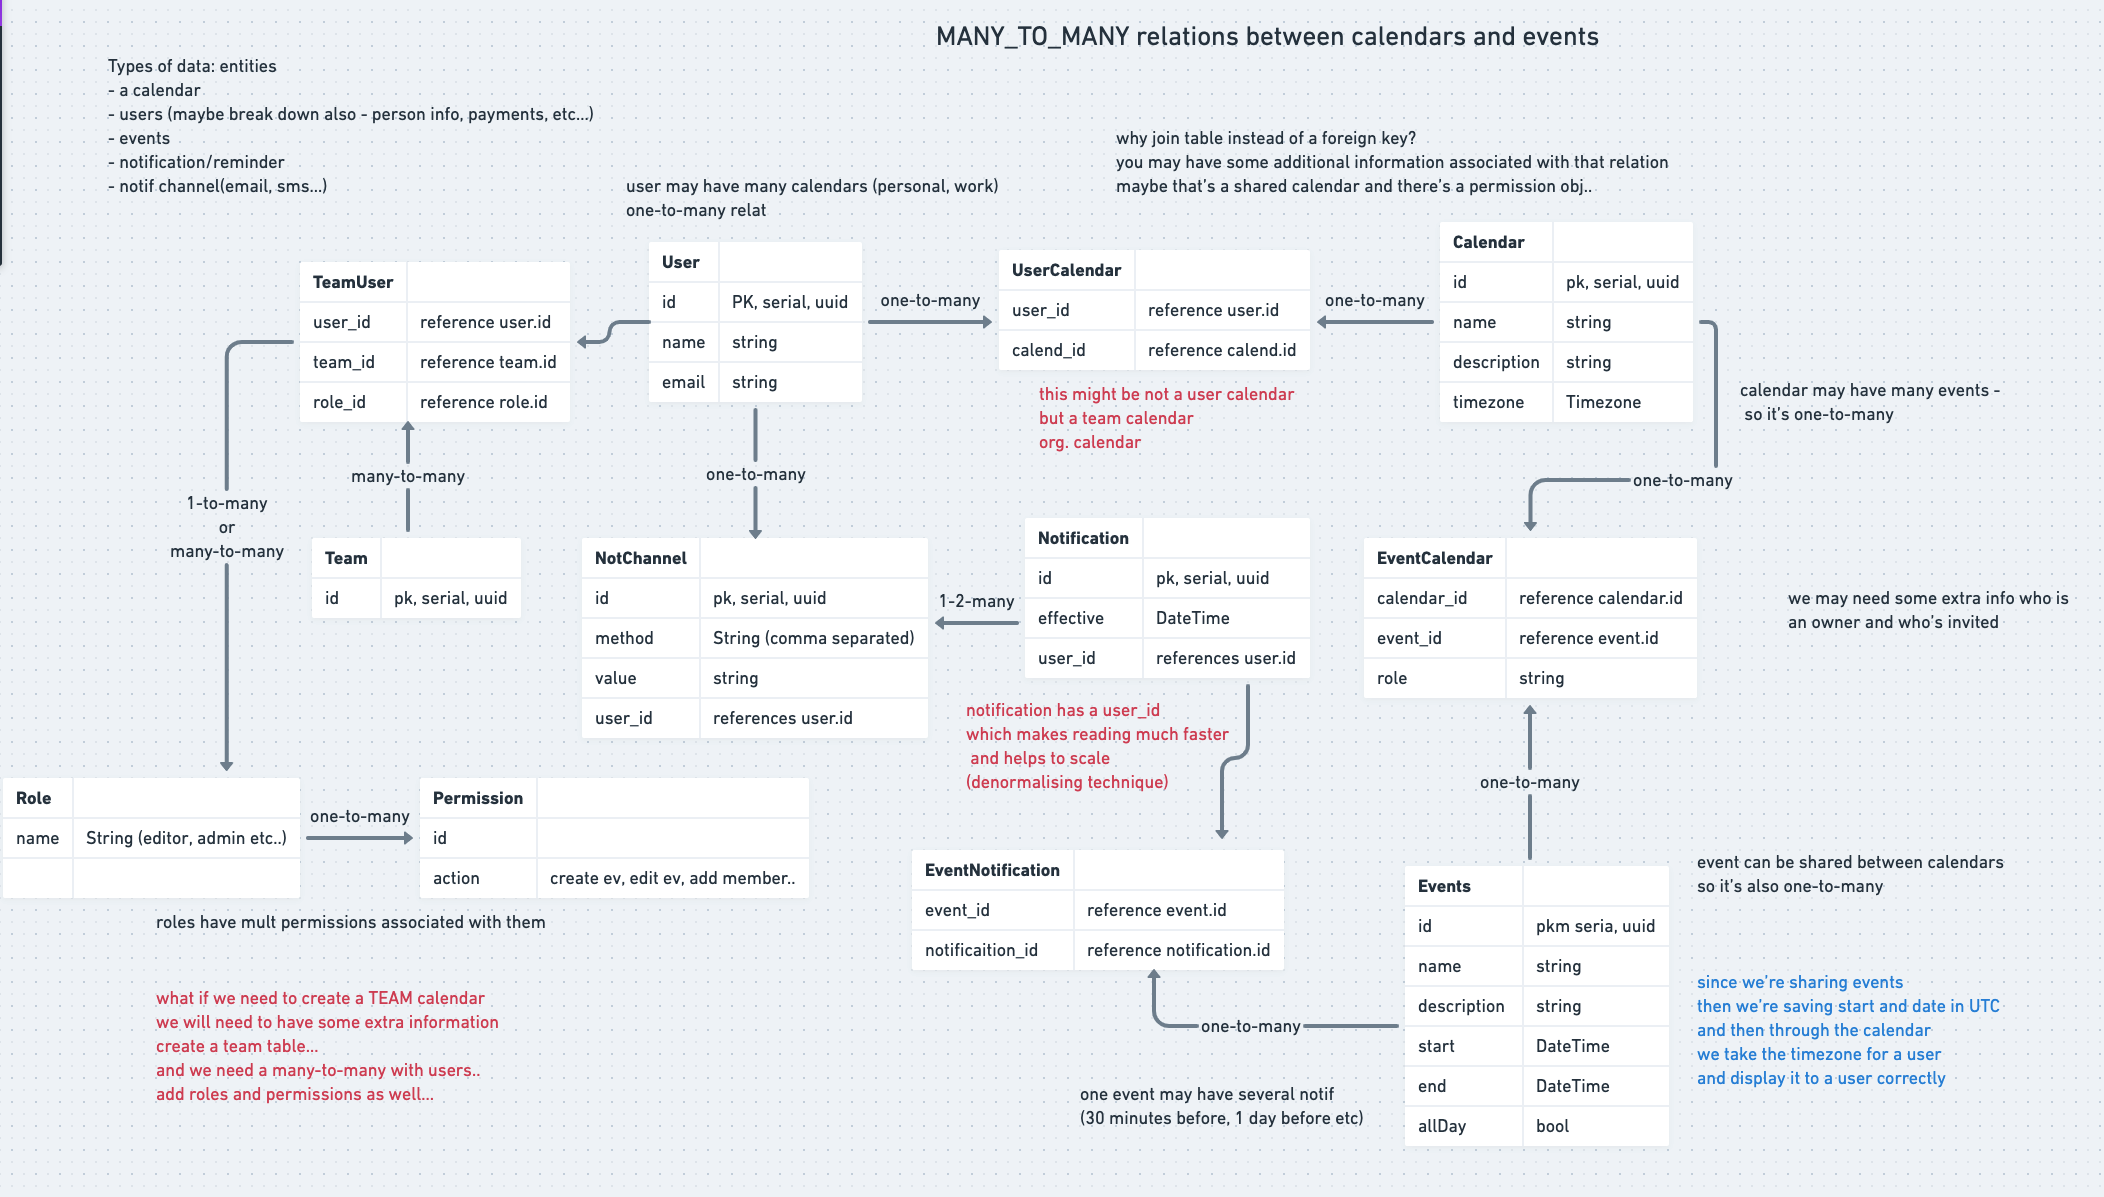 MANY_TO_MANY relations between calendars and events
Types of data: entities
- a calendar
- users (maybe break down also - person info, payments, etc...)
- events
- notification/reminder
- notif channel(email, sms...)
user may have many calendars (personal, work)
one-to-many relat
why join table instead of a foreign key?
you may have some additional information associated with that relation
maybe that's a shared calendar and there's a permission obj..
TeamUser
user_id reference user.id
team_id reference team.id
role_id reference role.id
User
id PK, serial, uuid
name string
email string
one-to-many
UserCalendar
user_id reference user.id
calend_id reference calend.id
one-to-many
Calendar
id pk, serial, uuid
name string
description string
timezone Timezone
this might be not a user calendar
but a team calendar
org. calendar
calendar may have many events -
so it's one-to-many
1-to-many
or
many-to-many
many-to-many
one-to-many
one-to-many
Team
id pk, serial, uuid
NotChannel
id pk, serial, uuid
method String (comma separated)
value string
user_id references user.id
1-2-many
Notification
id pk, serial, uuid
effective DateTime
user_id references user.id
EventCalendar
calendar_id reference calendar.id
event_id reference event.id
role string
we may need some extra info who is
an owner and who's invited
notification has a user_id
which makes reading much faster
and helps to scale
(denormalising technique)
one-to-many
Role
name String (editor, admin etc..)
one-to-many
Permission
id
action create ev, edit ev, add member..
roles have mult permissions associated with them
what if we need to create a TEAM calendar
we will need to have some extra information
create a team table...
and we need a many-to-many with users..
add roles and permissions as well...
EventNotification
event_id reference event.id
notificaition_id reference notification.id
one-to-many
one event may have several notif
(30 minutes before, 1 day before etc)
Events
id pkm seria, uuid
name string
description string
start DateTime
end DateTime
allDay bool
event can be shared between calendars
so it's also one-to-many
since we're sharing events
then we're saving start and date in UTC
and then through the calendar
we take the timezone for a user
and display it to a user correctly